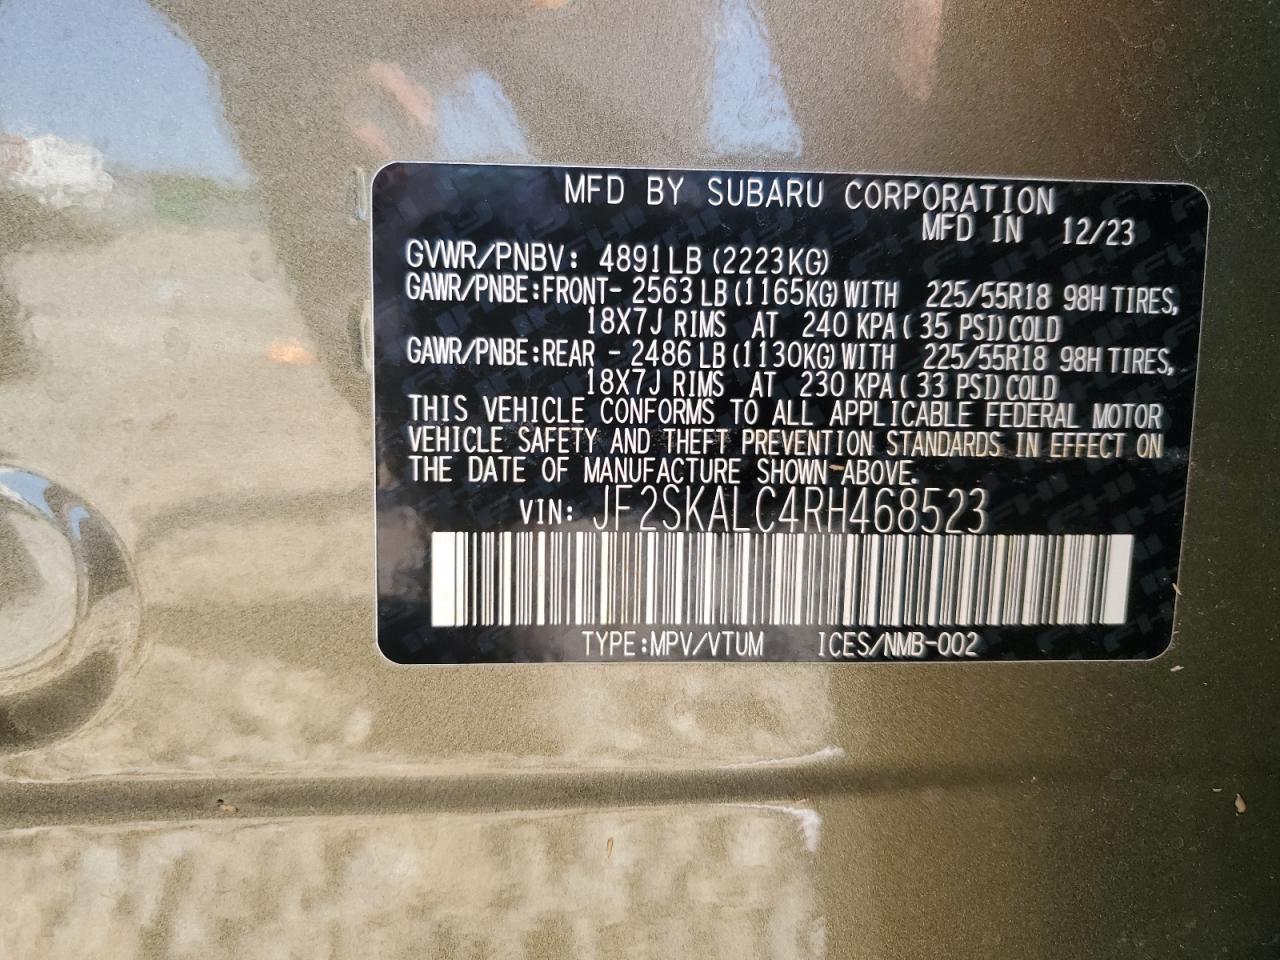 MFD BY SUBARU CORPORATION
MFD IN 12/23
GVWR/PNBV: 4891LB (2223KG)
GAWR/PNBE:FRONT- 2563 LB (1165KG) WITH 225/55R18 98H TIRES,
18X7J RIMS AT 240 KPA ( 35 PSI) COLD
GAWR/PNBE:REAR - 2486 LB (1130KG) WITH 225/55R18 98H TIRES,
18X7J RIMS AT 230 KPA ( 33 PSI) COLD
THIS VEHICLE CONFORMS TO ALL APPLICABLE FEDERAL MOTOR
VEHICLE SAFETY AND THEFT PREVENTION STANDARDS IN EFFECT ON
THE DATE OF MANUFACTURE SHOWN ABOVE.
VIN: JF2SKALC4RH468523
TYPE:MPV/VTUM ICES/NMB-002